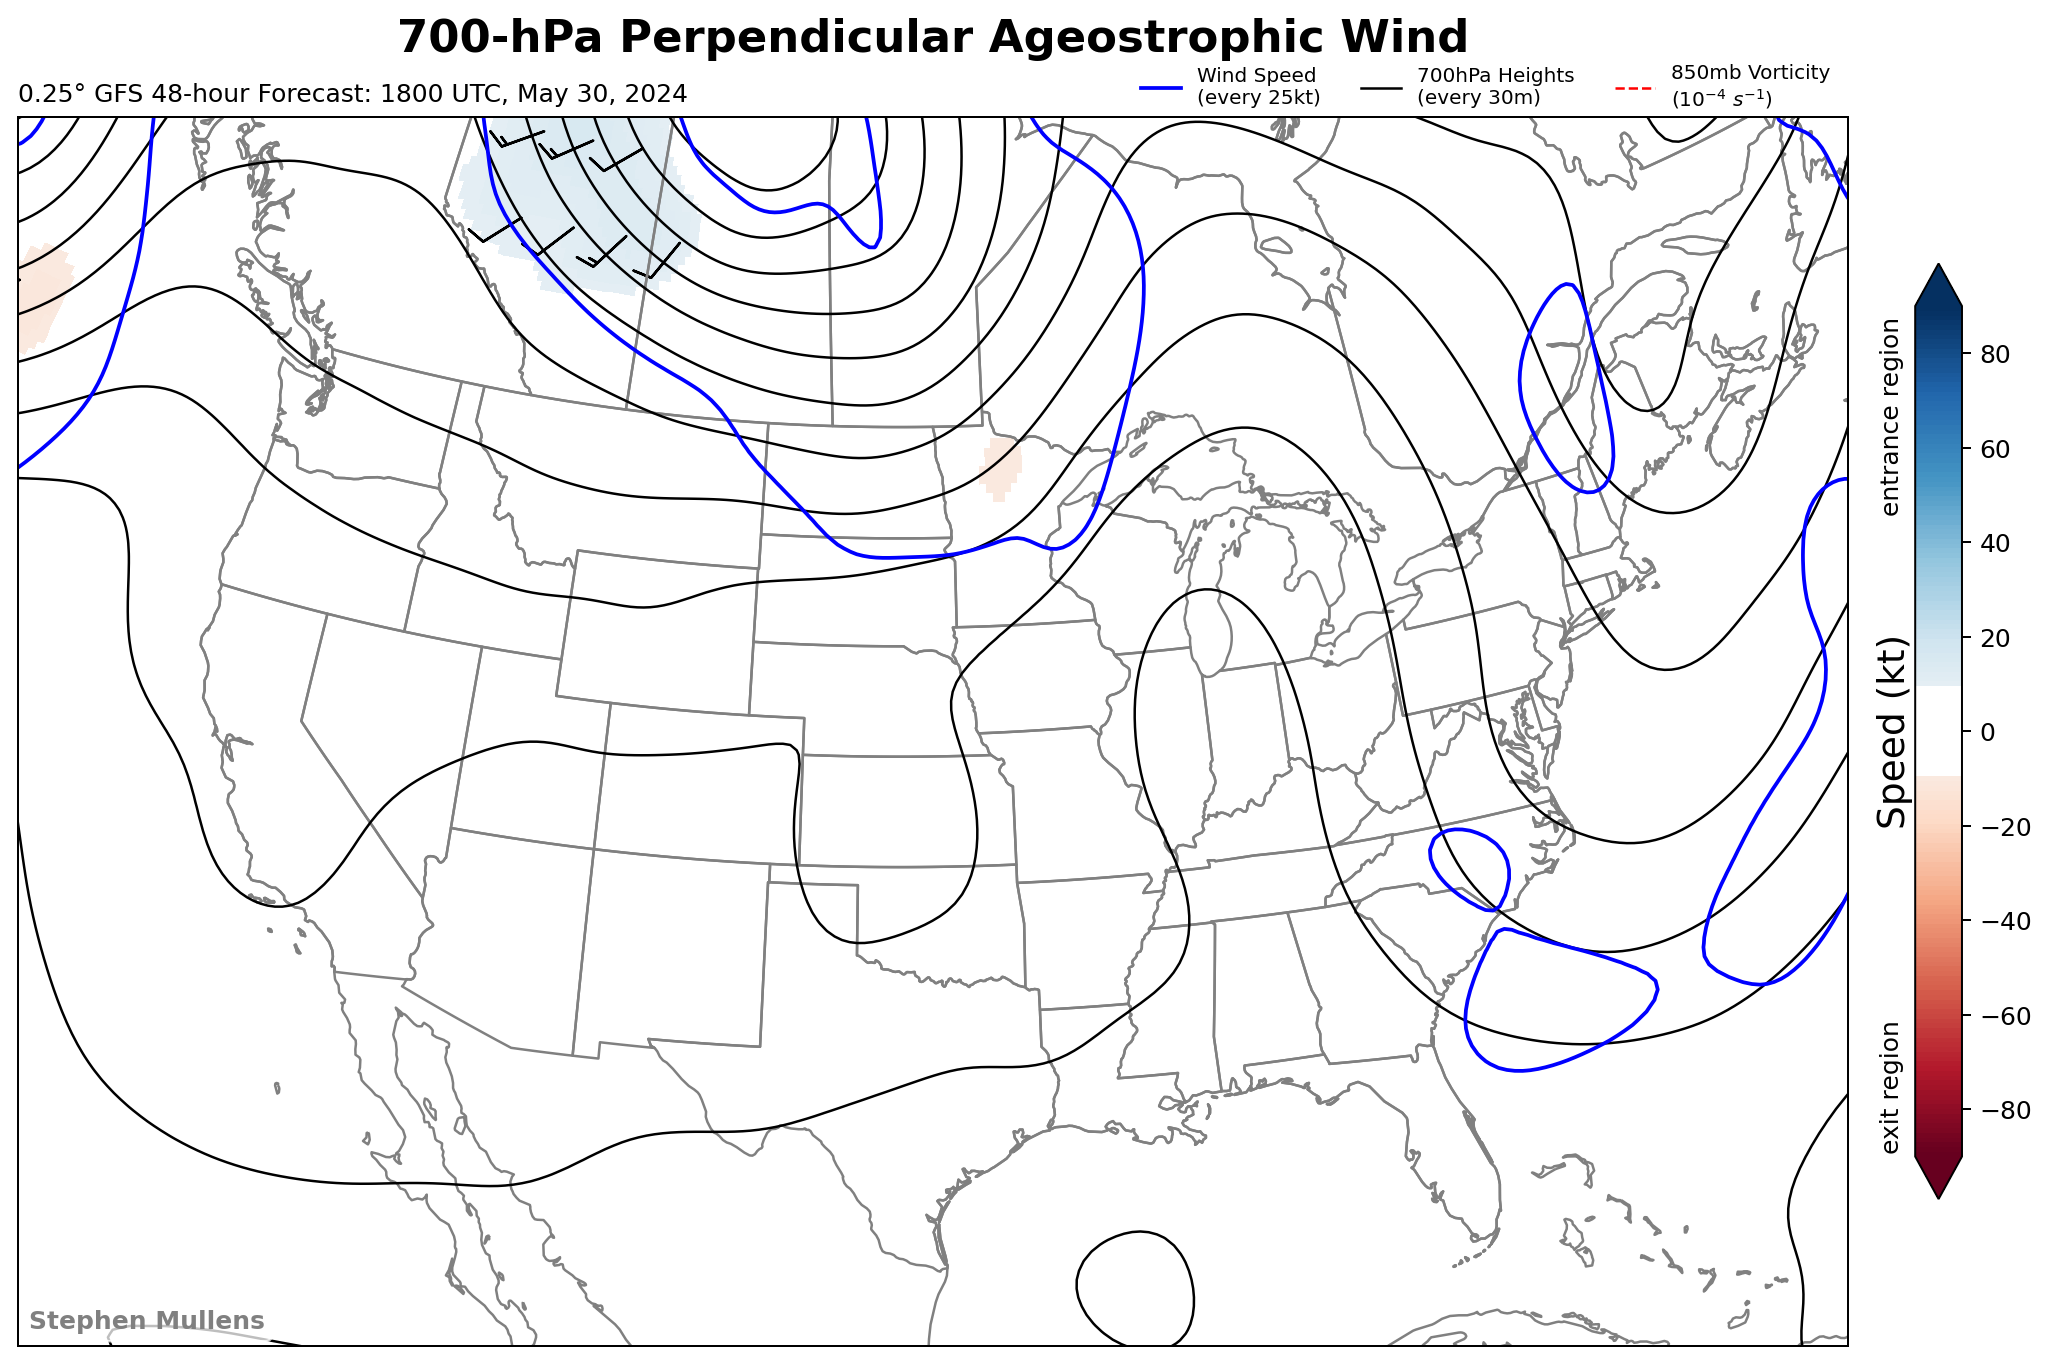 700-hPa Perpendicular Ageostrophic Wind
0.25° GFS 48-hour Forecast: 1800 UTC, May 30, 2024
Wind Speed
(every 25kt)
700hPa Heights
(every 30m)
850mb Vorticity
(10⁻⁴ s⁻¹)
entrance region
80
60
40
20
0
−20
−40
−60
−80
Speed (kt)
exit region
Stephen Mullens